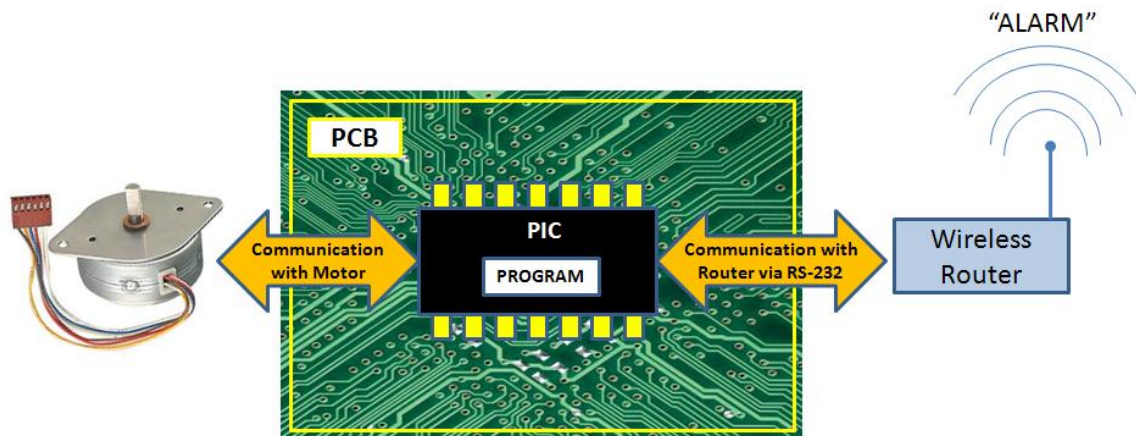 “ALARM”
PCB
PIC
PROGRAM
Communication
with Motor
Communication with
Router via RS-232
Wireless
Router